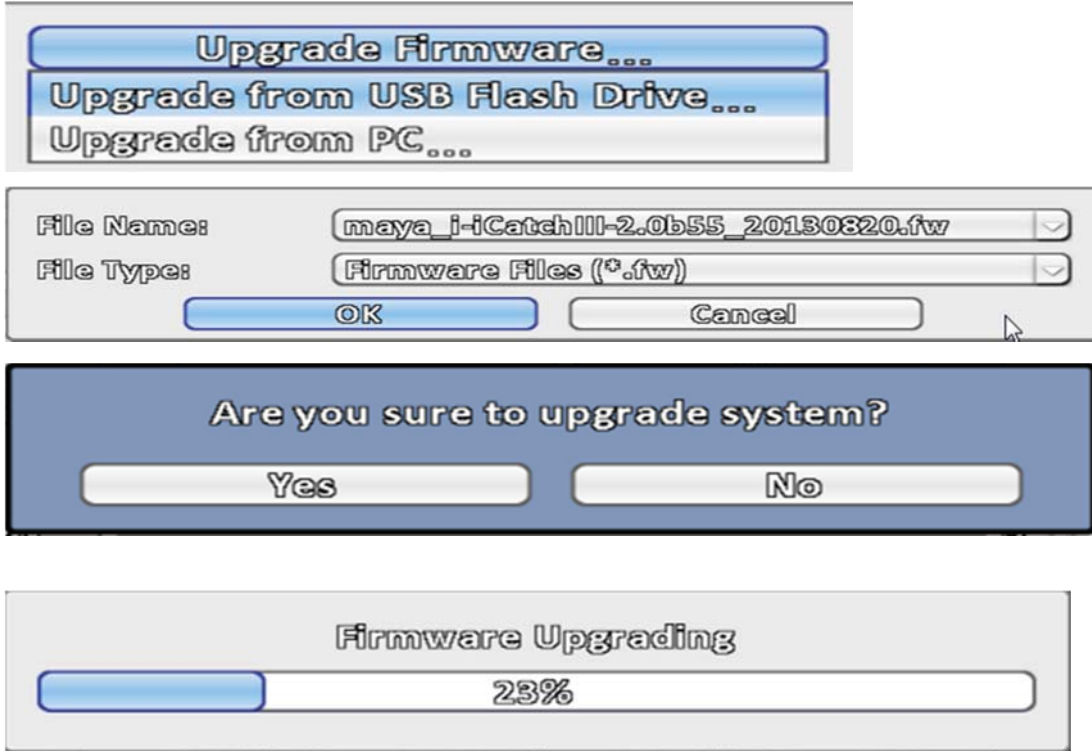 Upgrade Firmware...
Upgrade from USB Flash Drive...
Upgrade from PC...
File Name: maya_i-iCatchIII-2.0b55_20130820.fw
File Type: Firmware Files (*.fw)
OK Cancel
Are you sure to upgrade system?
Yes No
Firmware Upgrading
23%